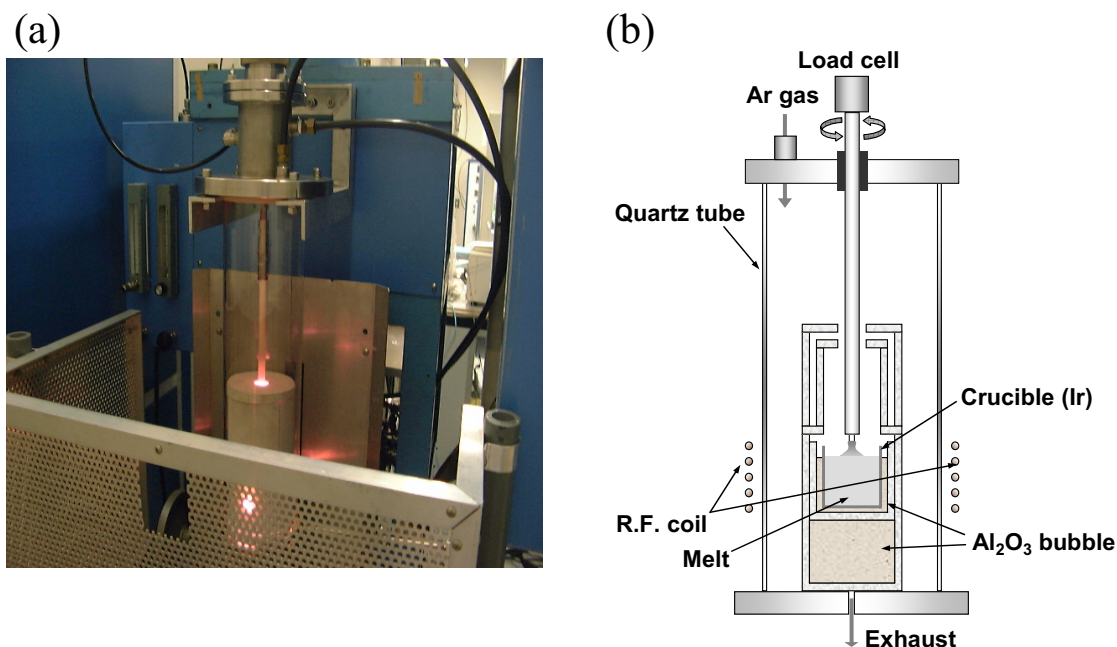 (a)
(b)
Load cell
Ar gas
Quartz tube
Crucible (Ir)
R.F. coil
Melt
Al₂O₃ bubble
Exhaust